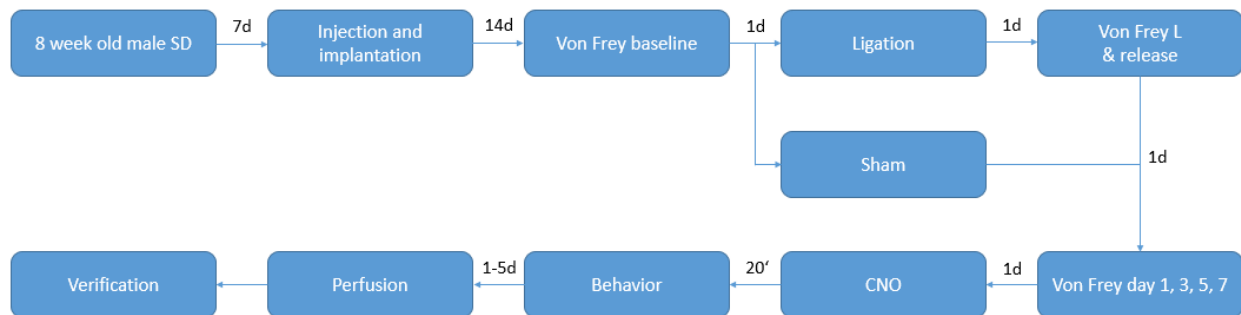 8 week old male SD
7d
Injection and
implantation
14d
Von Frey baseline
1d
Ligation
1d
Von Frey L
& release
Sham
1d
Von Frey day 1, 3, 5, 7
1d
CNO
20‘
Behavior
1-5d
Perfusion
Verification